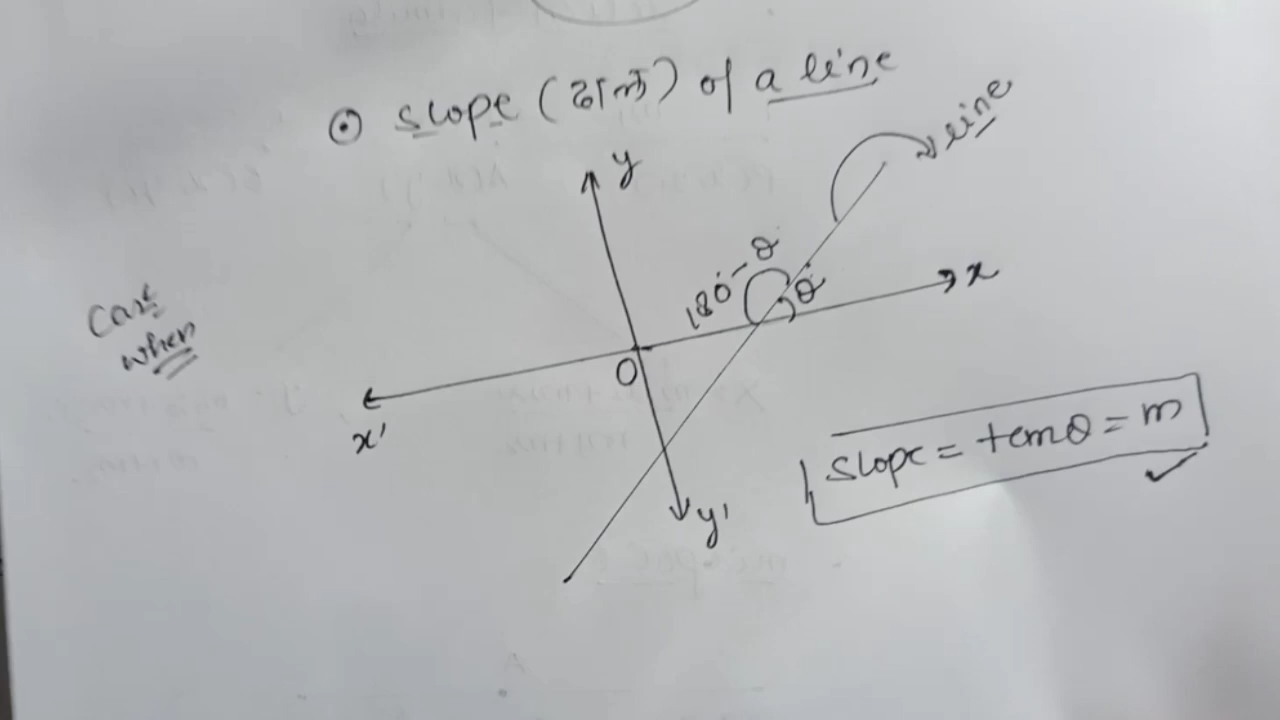 ⊙ slope (ढाल) of a line
line
y
180°-θ
θ
x
Case
when
O
x'
slope = tanθ = m
y'